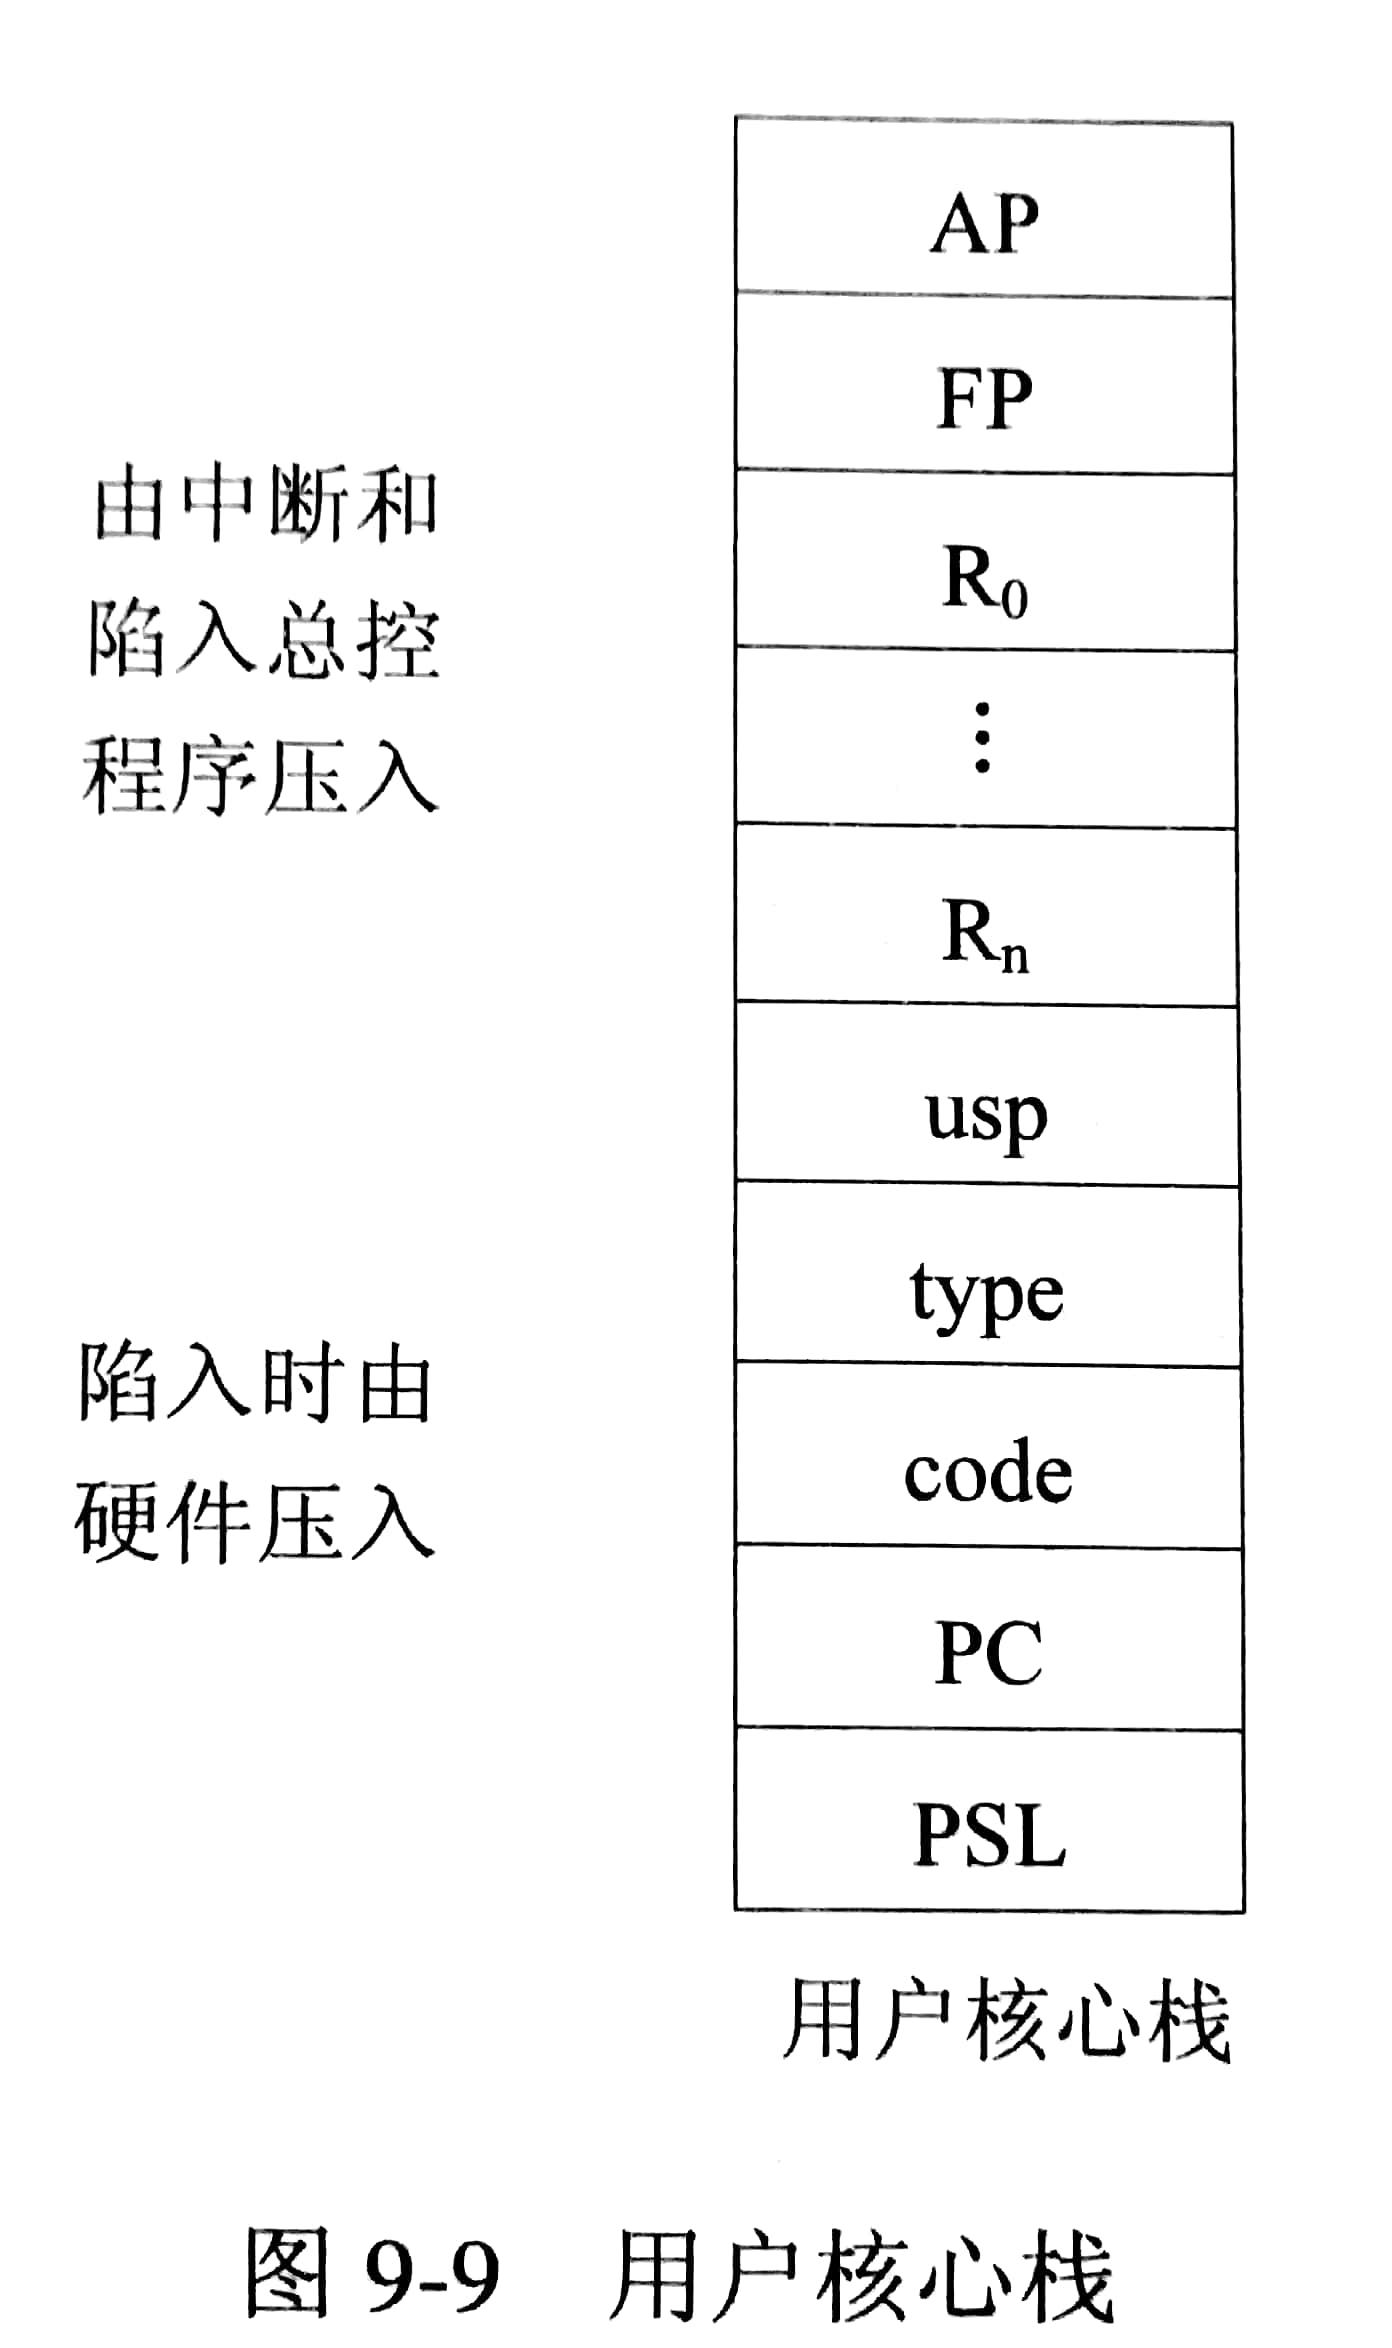 AP
FP
R₀
⋮
Rₙ
usp
type
code
PC
PSL
由中断和
陷入总控
程序压入
陷入时由
硬件压入
用户核心栈
图 9-9 用户核心栈